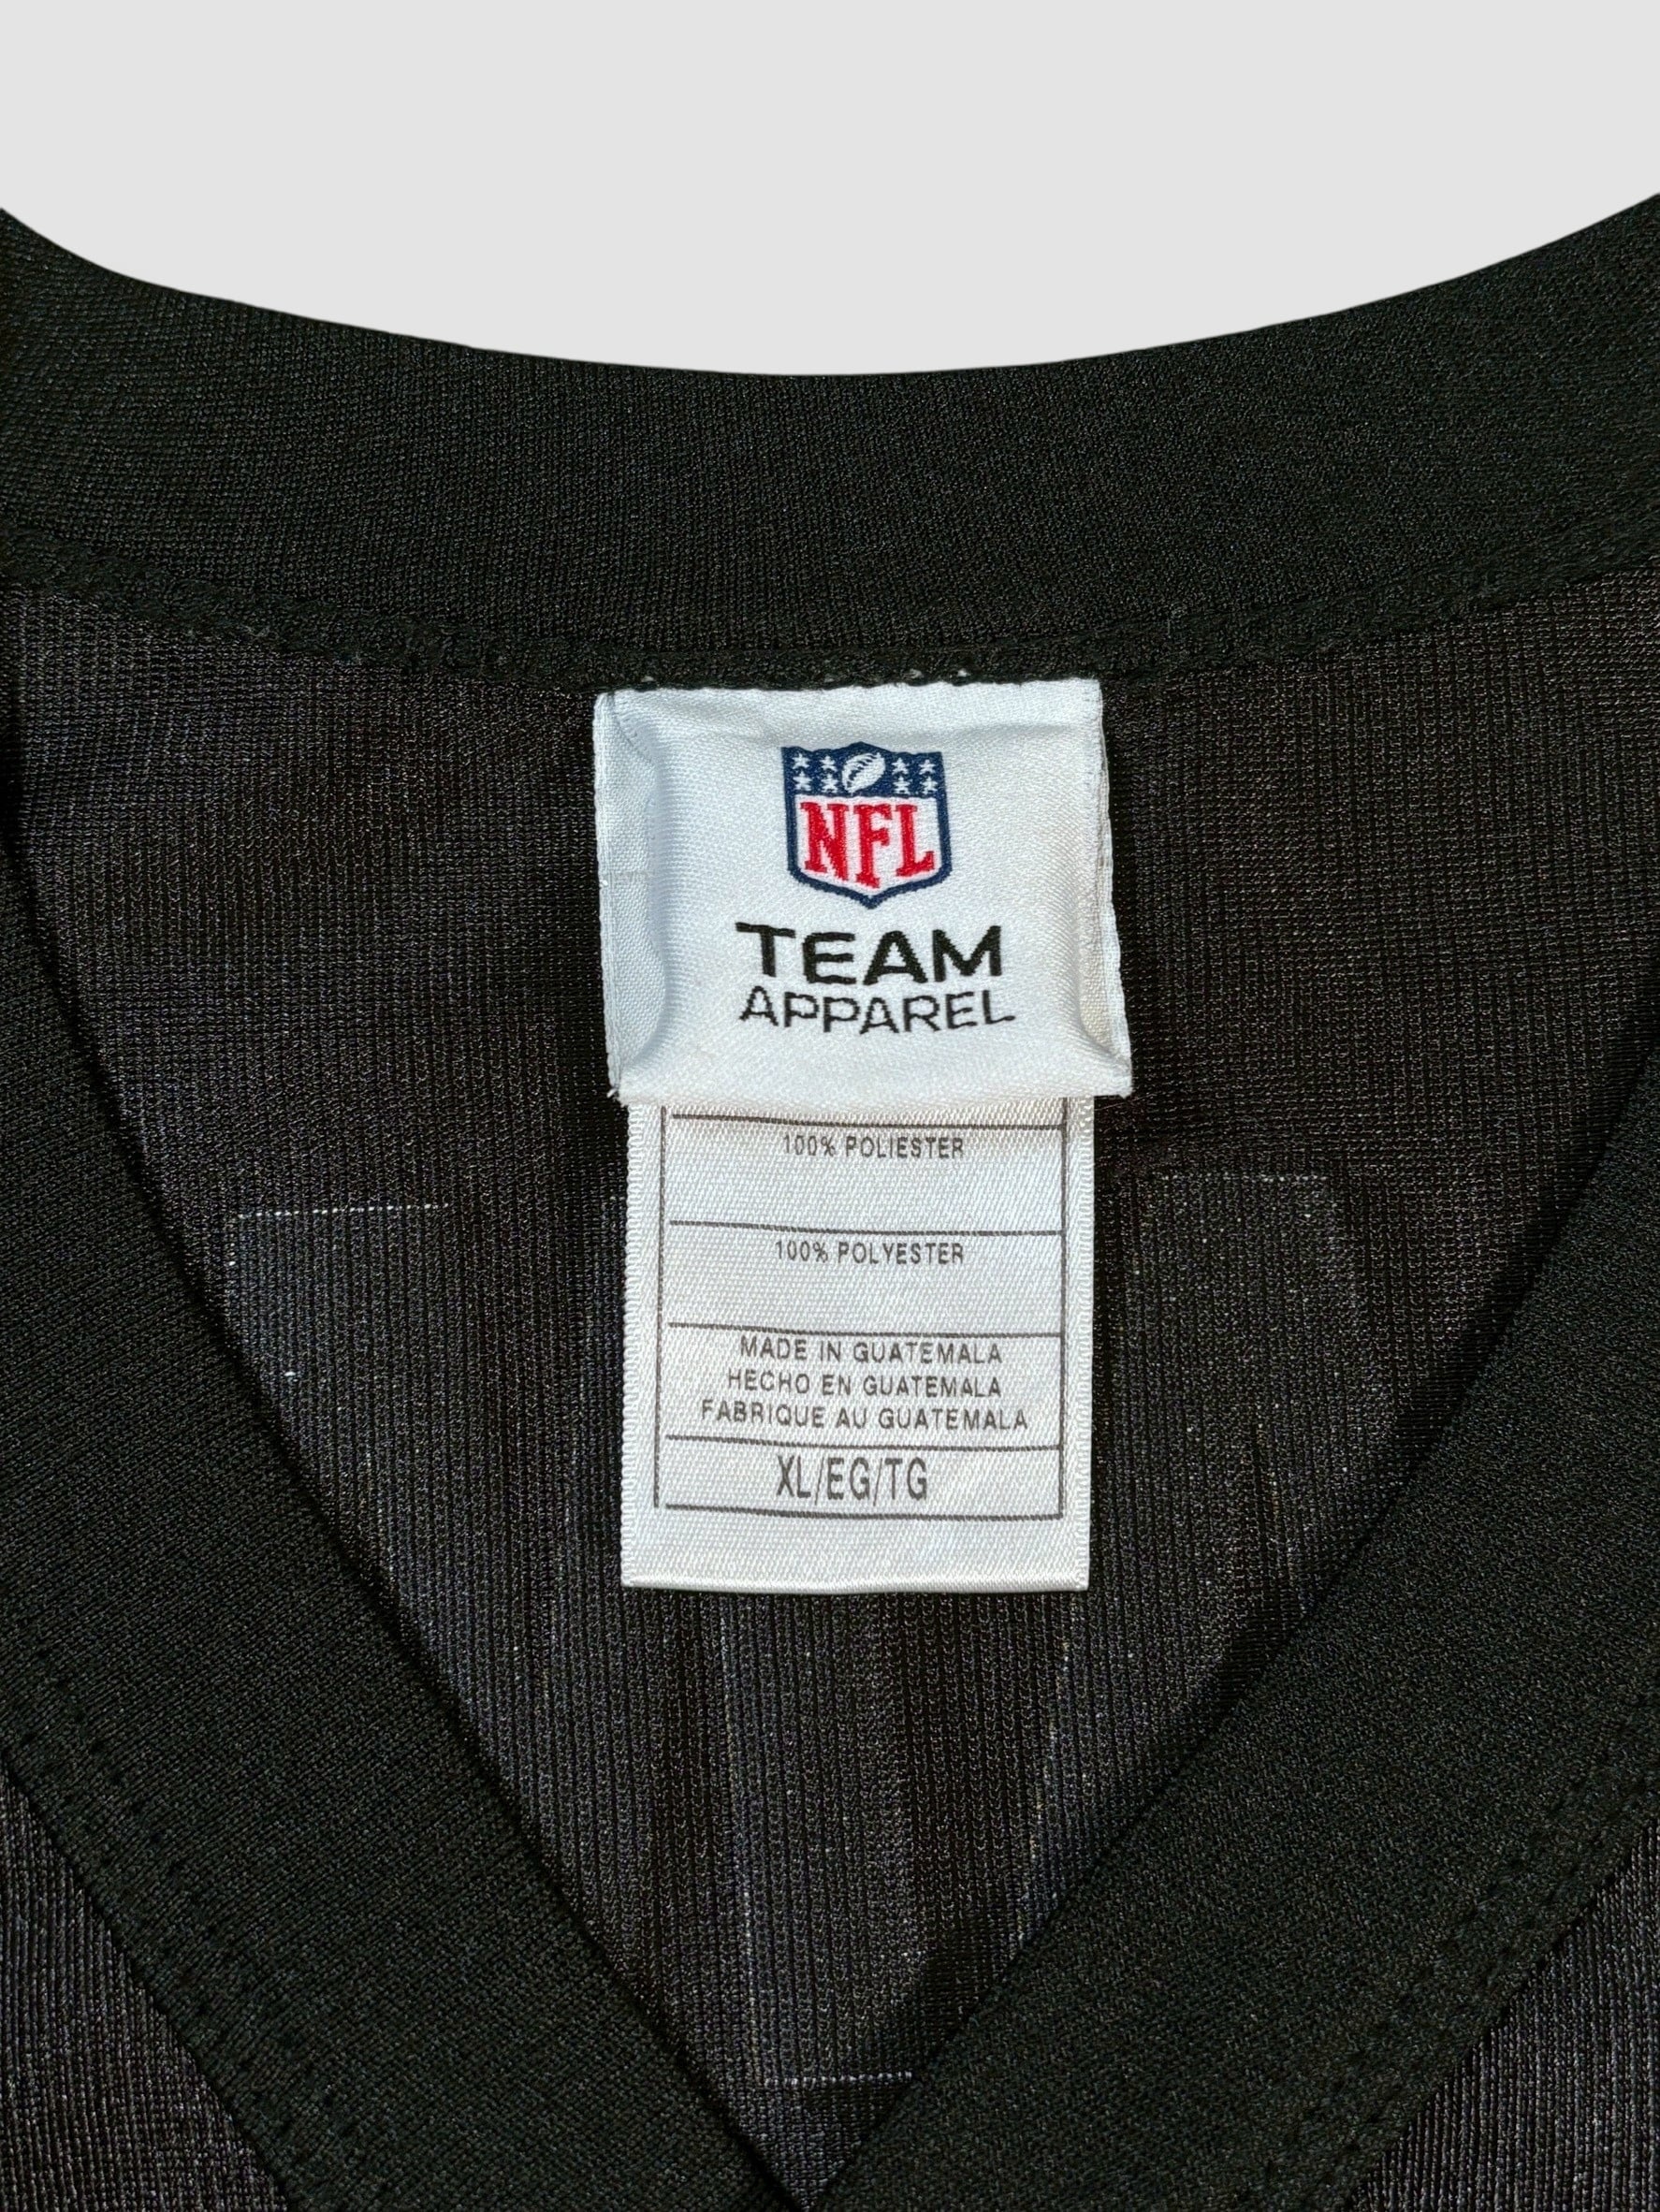 NFL
TEAM
APPAREL
100% POLIESTER
100% POLYESTER
MADE IN GUATEMALA
HECHO EN GUATEMALA
FABRIQUE AU GUATEMALA
XL/EG/TG